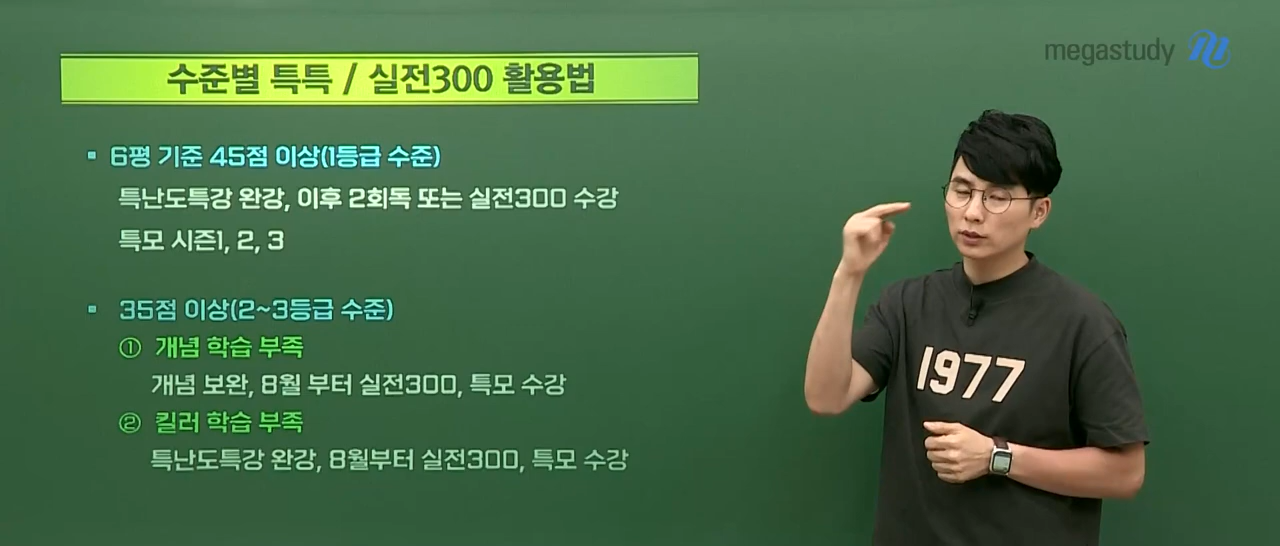 megastudy
수준별 특특 / 실전300 활용법
6평 기준 45점 이상(1등급 수준)
특난도특강 완강, 이후 2회독 또는 실전300 수강
특모 시즌1, 2, 3
35점 이상(2~3등급 수준)
① 개념 학습 부족
개념 보완, 8월 부터 실전300, 특모 수강
② 킬러 학습 부족
특난도특강 완강, 8월부터 실전300, 특모 수강
1977